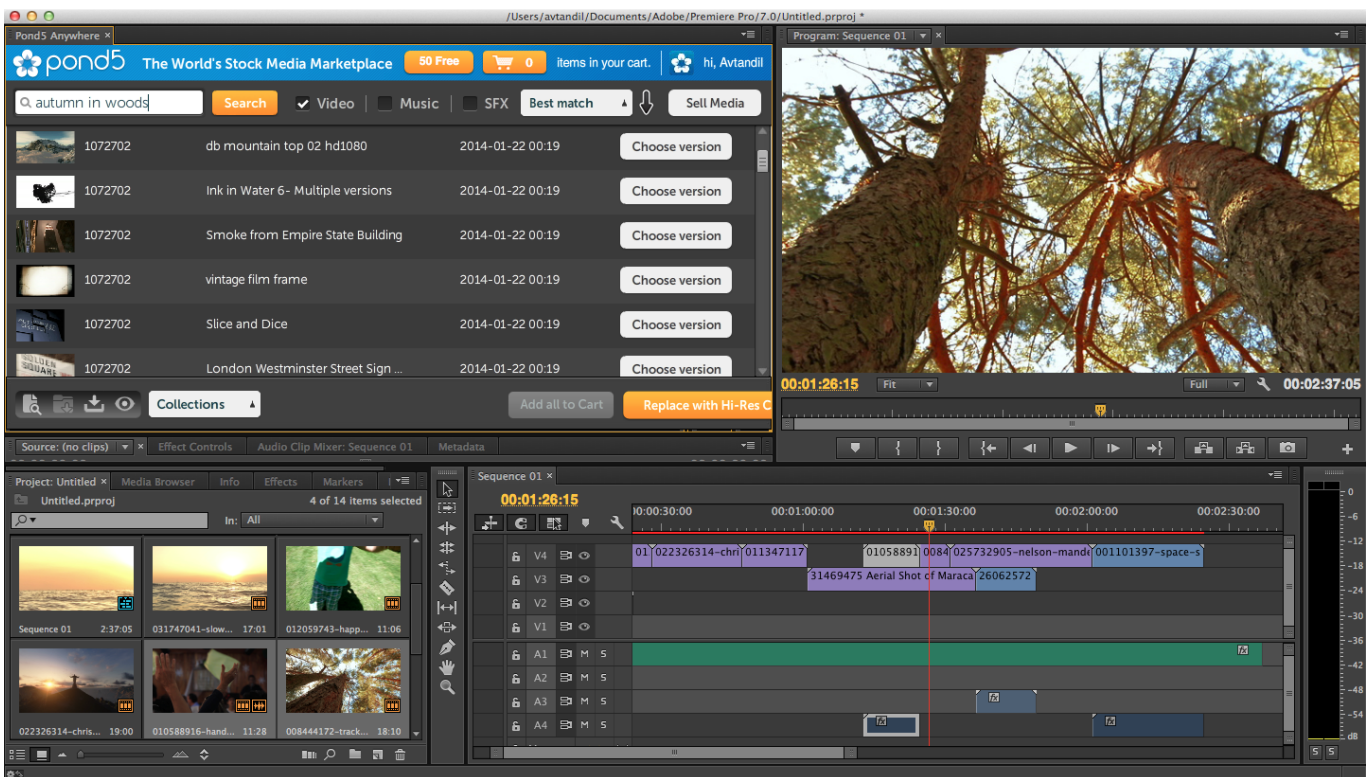 /Users/avtandil/Documents/Adobe/Premiere Pro/7.0/Untitled.prproj *
Pond5 Anywhere ×
pond5 The World's Stock Media Marketplace 50 Free 0 items in your cart. hi, Avtandil
autumn in woods Search Video Music SFX Best match Sell Media
1072702 db mountain top 02 hd1080 2014-01-22 00:19 Choose version
1072702 Ink in Water 6- Multiple versions 2014-01-22 00:19 Choose version
1072702 Smoke from Empire State Building 2014-01-22 00:19 Choose version
1072702 vintage film frame 2014-01-22 00:19 Choose version
1072702 Slice and Dice 2014-01-22 00:19 Choose version
GOLDEN
SQUARE
1072702 London Westminster Street Sign ... 2014-01-22 00:19 Choose version
Collections Add all to Cart Replace with Hi-Res C
Program: Sequence 01 ×
00:01:26:15 Fit Full 00:02:37:05
Source: (no clips) × Effect Controls Audio Clip Mixer: Sequence 01 Metadata
Project: Untitled × Media Browser Info Effects Markers
Untitled.prproj 4 of 14 items selected
In: All
Sequence 01 2:37:05 031747041-slow... 17:01 012059743-happ... 11:06
022326314-chris... 19:00 010588916-hand... 11:28 008444172-track... 18:10
Sequence 01 ×
00:01:26:15
00:00:30:00 00:01:00:00 00:01:30:00 00:02:00:00 00:02:30:00
V4 01 022326314-chri 011347117 01058891 0084 025732905-nelson-mande 001101397-space-s
V3 31469475 Aerial Shot of Maraca 26062572
V2
V1
A1 M S fx
A2 M S
A3 M S fx
A4 M S fx fx
0
-6
-12
-18
-24
-30
-36
-42
-48
-54
dB
S S